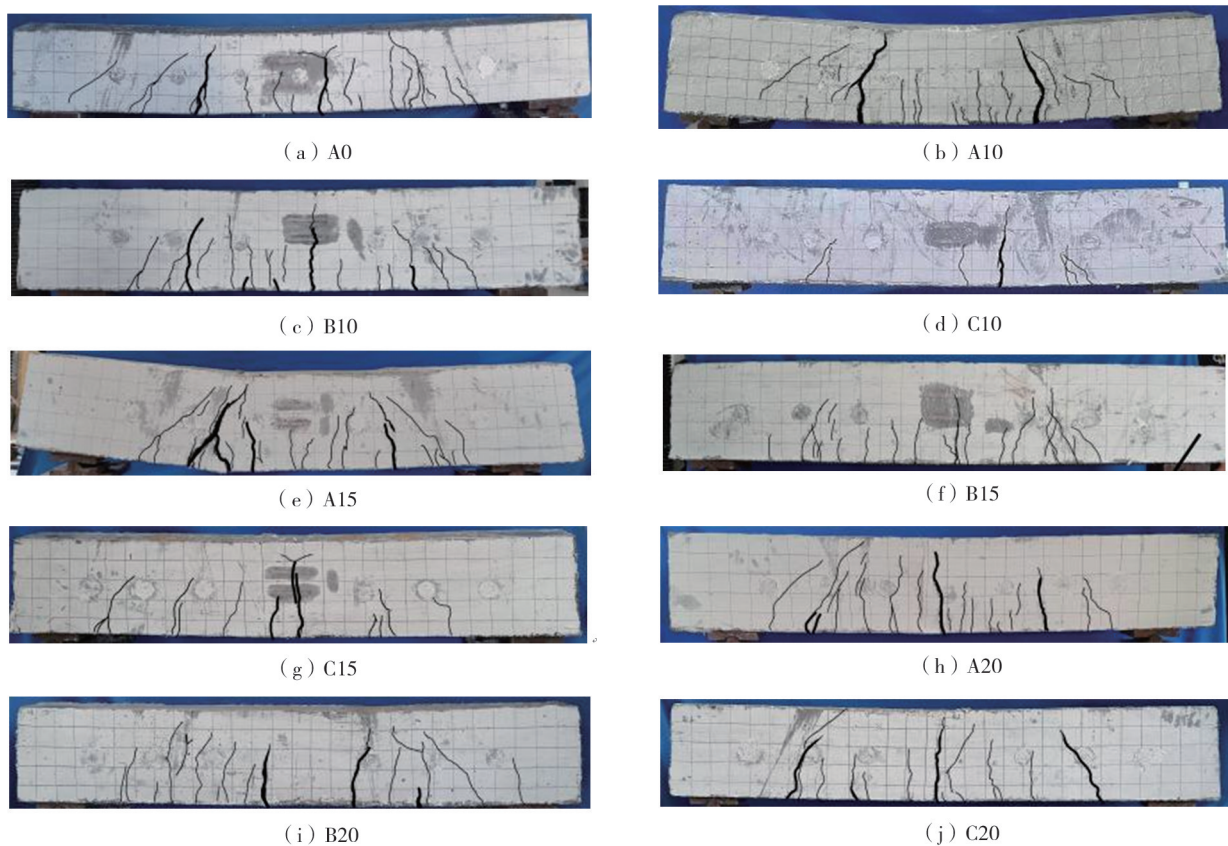 （a）A0
（b）A10
（c）B10
（d）C10
（e）A15
（f）B15
（g）C15
（h）A20
（i）B20
（j）C20